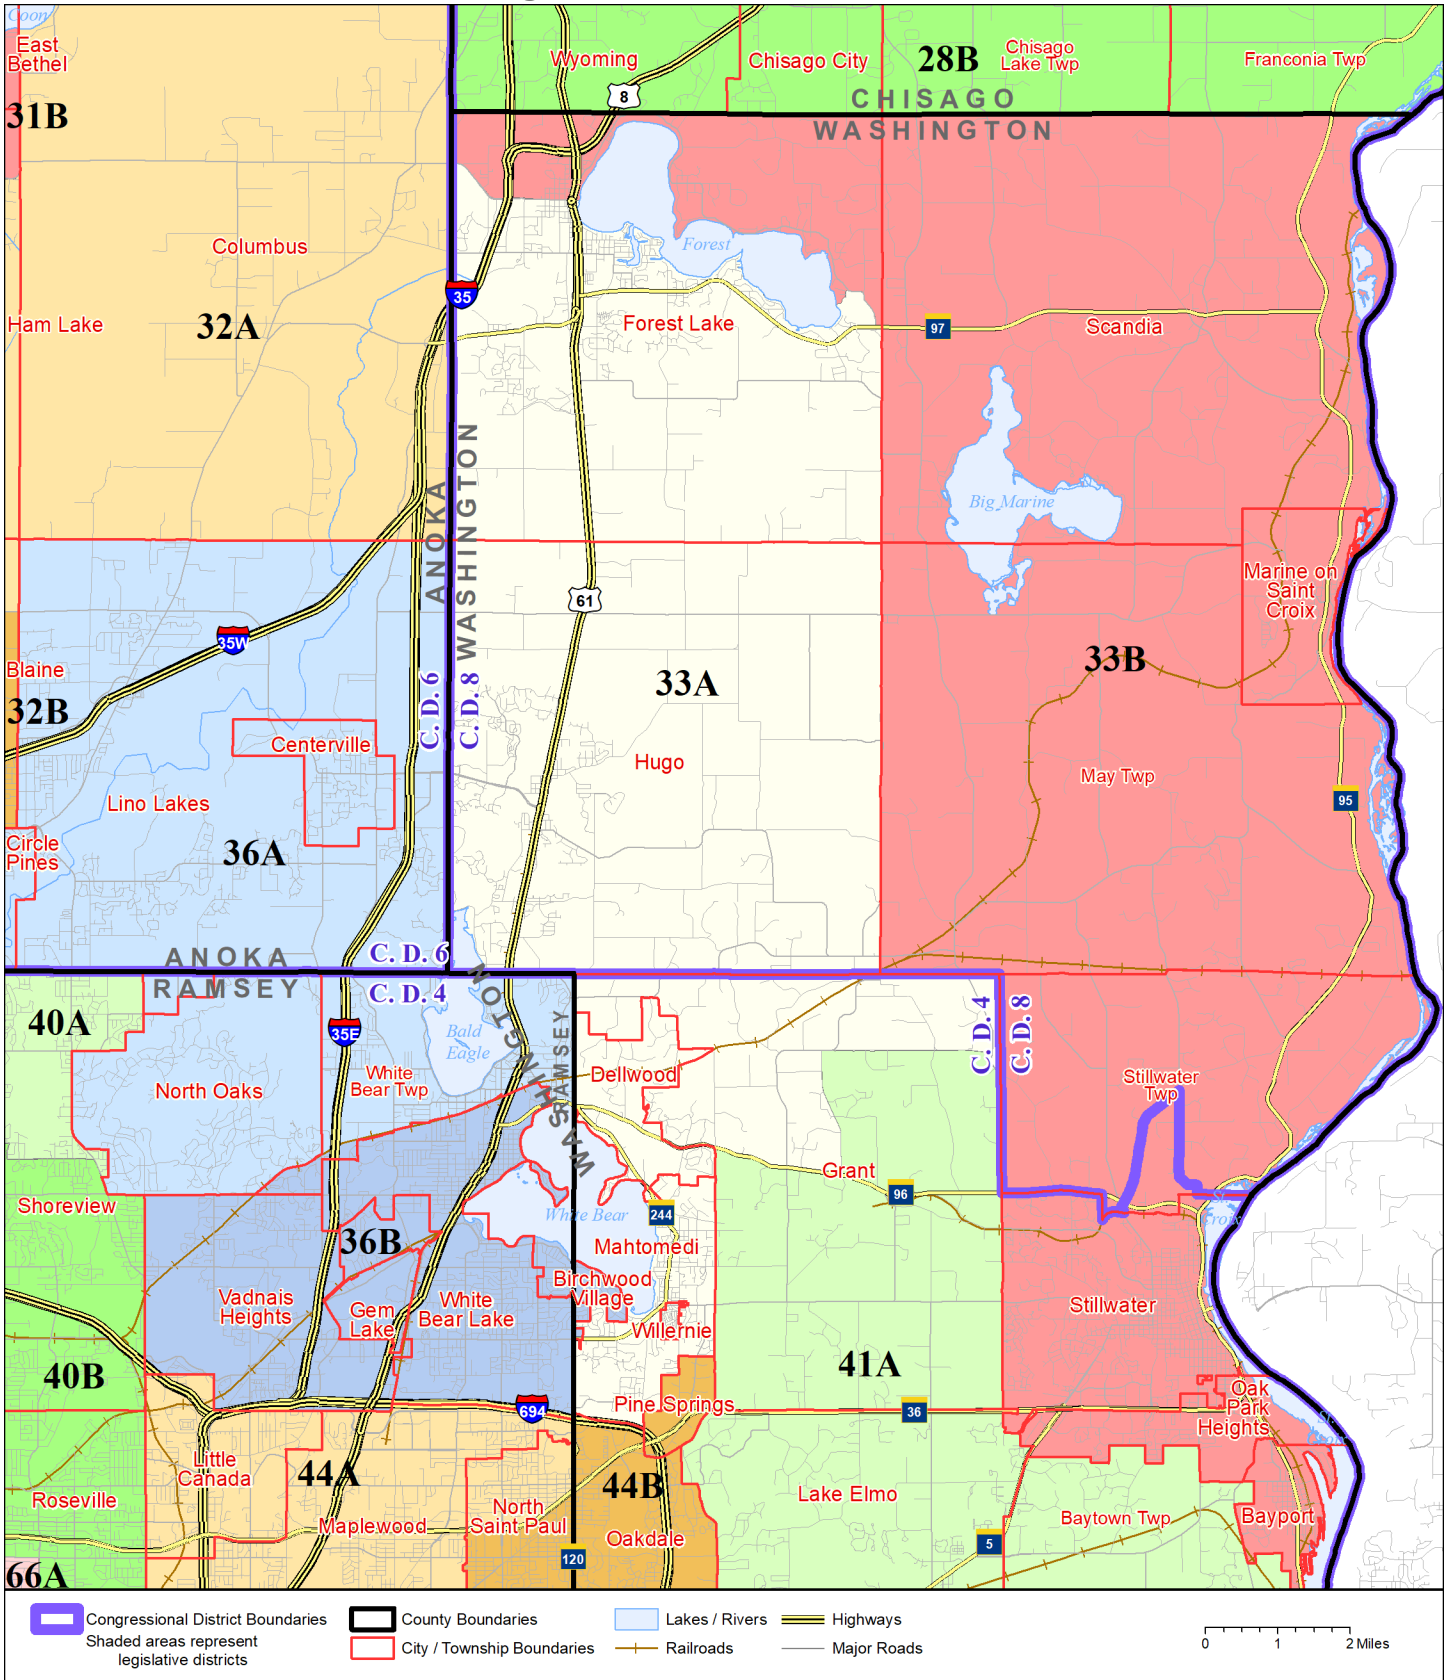 Coon
East
Bethel
31B
Wyoming
Chisago City
28B
Chisago
Lake Twp
Franconia Twp
8
CHISAGO
WASHINGTON
Columbus
Forest
Ham Lake
32A
35
Forest Lake
97
Scandia
ANOKA
WASHINGTON
Big Marine
Marine on
Saint
Croix
61
35W
Blaine
32B
C. D. 6
C. D. 8
33A
33B
Centerville
Hugo
May Twp
Lino Lakes
95
Circle
Pines
36A
ANOKA
RAMSEY
C. D. 6
C. D. 4
WASHINGTON
RAMSEY
40A
35E
Bald
Eagle
C. D. 4
C. D. 8
North Oaks
White
Bear Twp
Dellwood
Stillwater
Twp
Shoreview
Grant
96
St.
Croix
White Bear
244
36B
Mahtomedi
Birchwood
Village
Vadnais
Heights
Gem
Lake
White
Bear Lake
Willernie
Stillwater
40B
41A
Pine Springs
694
36
Oak
Park
Heights
St.
Croix
Little
Canada
44A
44B
Lake Elmo
Roseville
Maplewood
North
Saint Paul
Oakdale
Baytown Twp
Bayport
5
120
66A
Congressional District Boundaries
Shaded areas represent
legislative districts
County Boundaries
City / Township Boundaries
Lakes / Rivers
Railroads
Highways
Major Roads
0 1 2 Miles